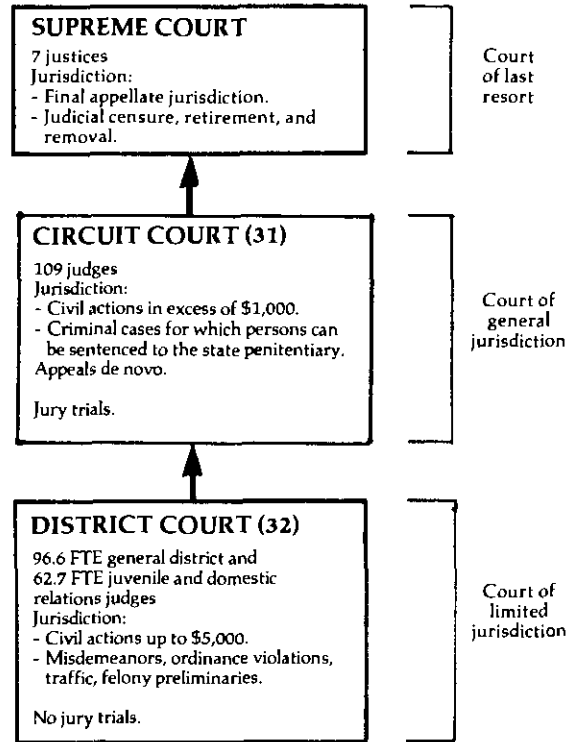 SUPREME COURT
7 justices
Jurisdiction:
- Final appellate jurisdiction.
- Judicial censure, retirement, and
removal.
Court
of last
resort
CIRCUIT COURT (31)
109 judges
Jurisdiction:
- Civil actions in excess of $1,000.
- Criminal cases for which persons can
be sentenced to the state penitentiary.
Appeals de novo.
Jury trials.
Court of
general
jurisdiction
DISTRICT COURT (32)
96.6 FTE general district and
62.7 FTE juvenile and domestic
relations judges
Jurisdiction:
- Civil actions up to $5,000.
- Misdemeanors, ordinance violations,
traffic, felony preliminaries.
No jury trials.
Court of
limited
jurisdiction